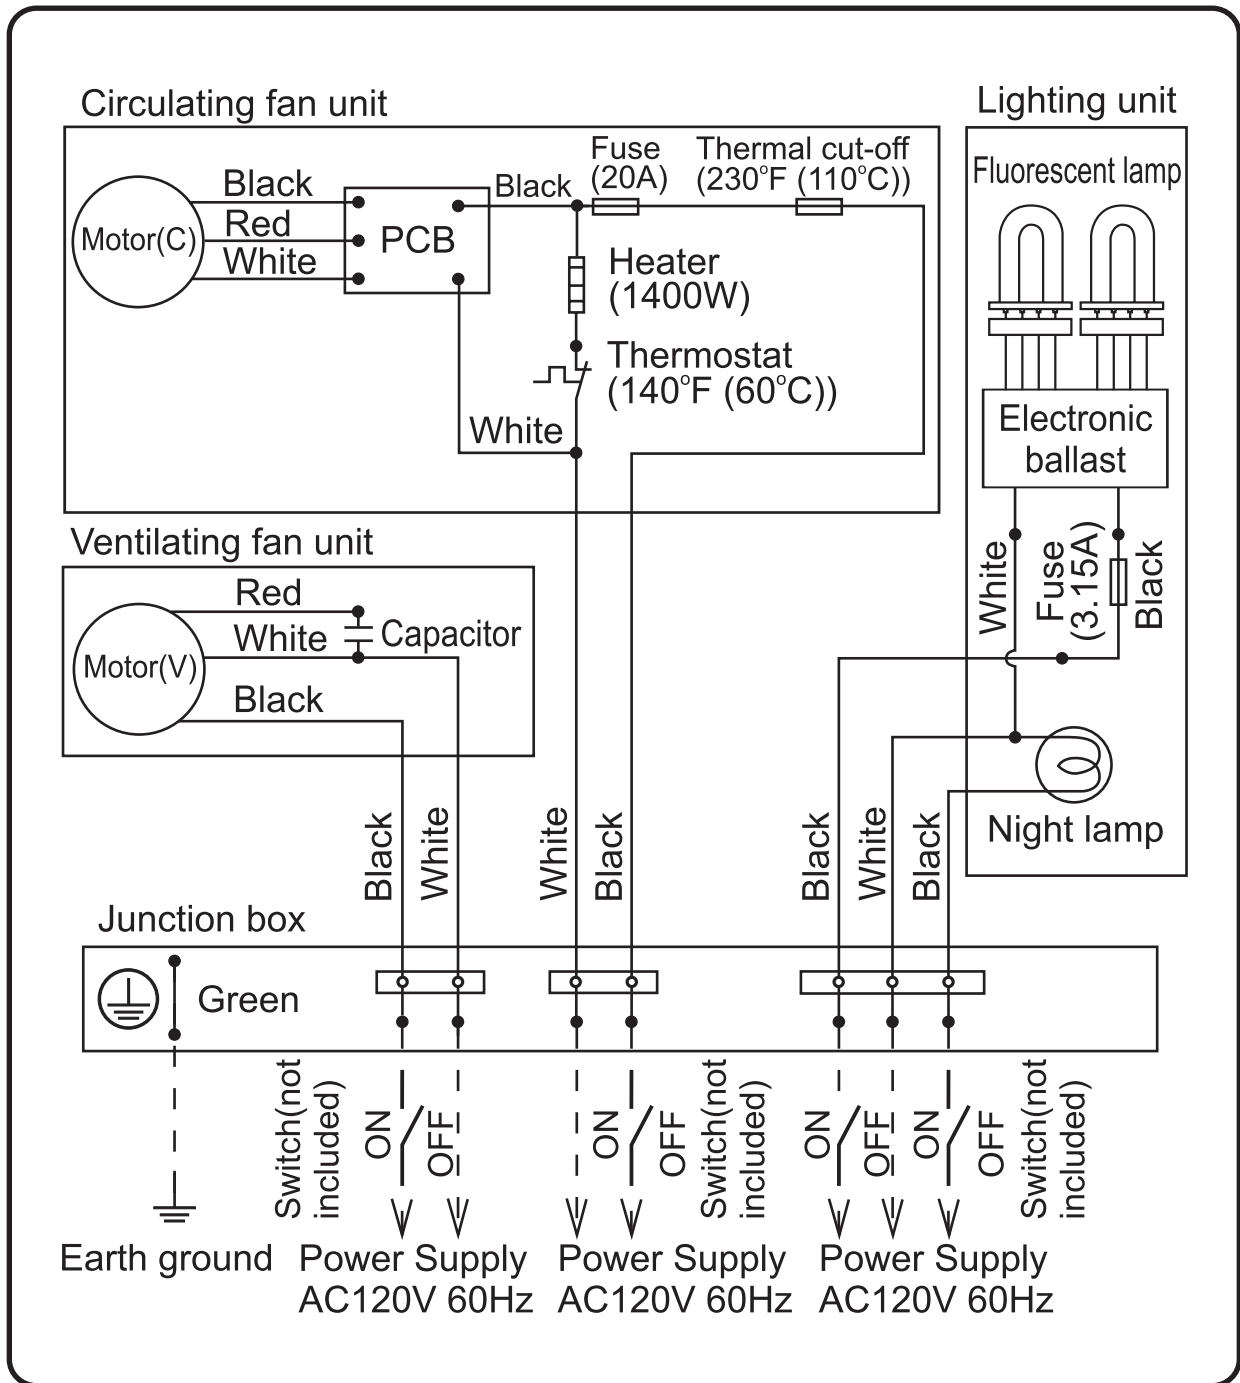 Circulating fan unit
Motor(C)
Black
Red
White
PCB
Black
Fuse
(20A)
Thermal cut-off
(230°F (110°C))
Heater
(1400W)
Thermostat
(140°F (60°C))
White
Lighting unit
Fluorescent lamp
Electronic
ballast
White
Fuse
(3.15A)
Black
Night lamp
Ventilating fan unit
Motor(V)
Red
White
Capacitor
Black
Black
White
White
Black
Black
White
Black
Junction box
Green
Switch(not
included)
ON
OFF
ON
OFF
Switch(not
included)
ON
OFF
ON
OFF
Switch(not
included)
Earth ground
Power Supply
AC120V 60Hz
Power Supply
AC120V 60Hz
Power Supply
AC120V 60Hz